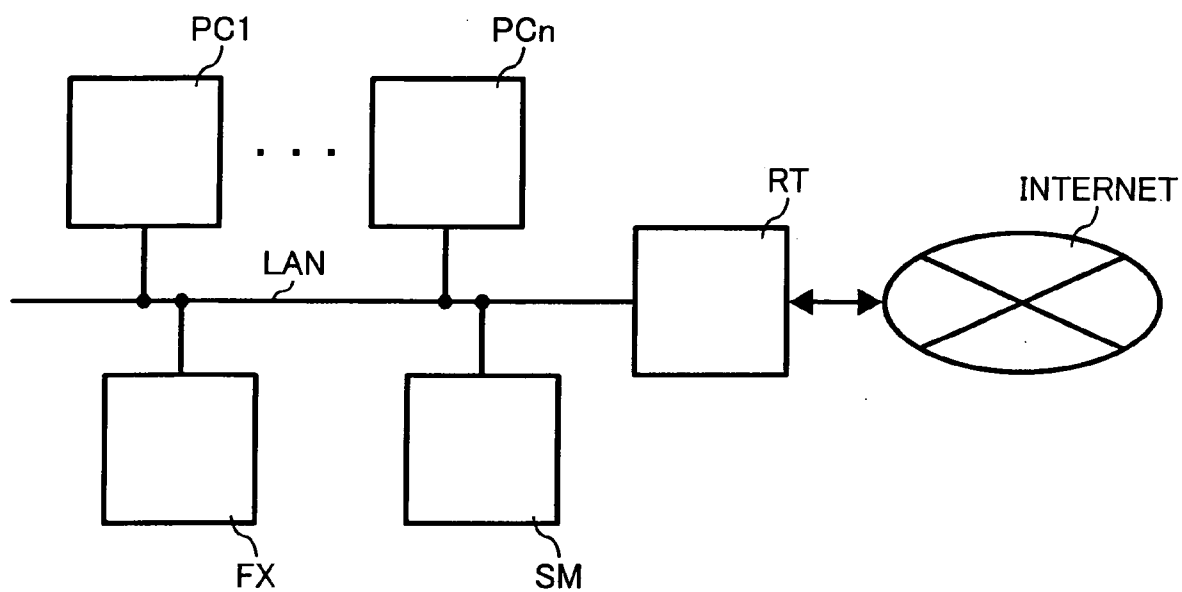 PC1
PCn
. . .
RT
INTERNET
LAN
FX
SM